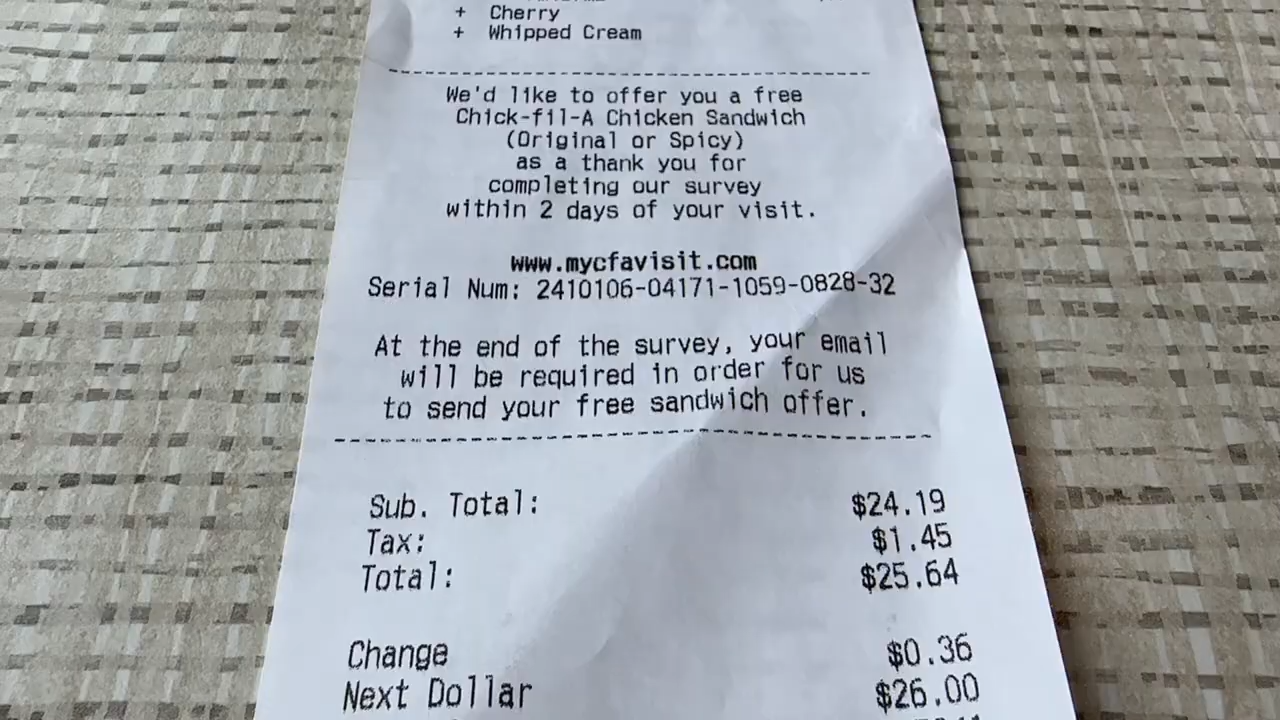 + Cherry
+ Whipped Cream
We'd like to offer you a free
Chick-fil-A Chicken Sandwich
(Original or Spicy)
as a thank you for
completing our survey
within 2 days of your visit.
www.mycfavisit.com
Serial Num: 2410106-04171-1059-0828-32
At the end of the survey, your email
will be required in order for us
to send your free sandwich offer.
Sub. Total: $24.19
Tax: $1.45
Total: $25.64
Change $0.36
Next Dollar $26.00